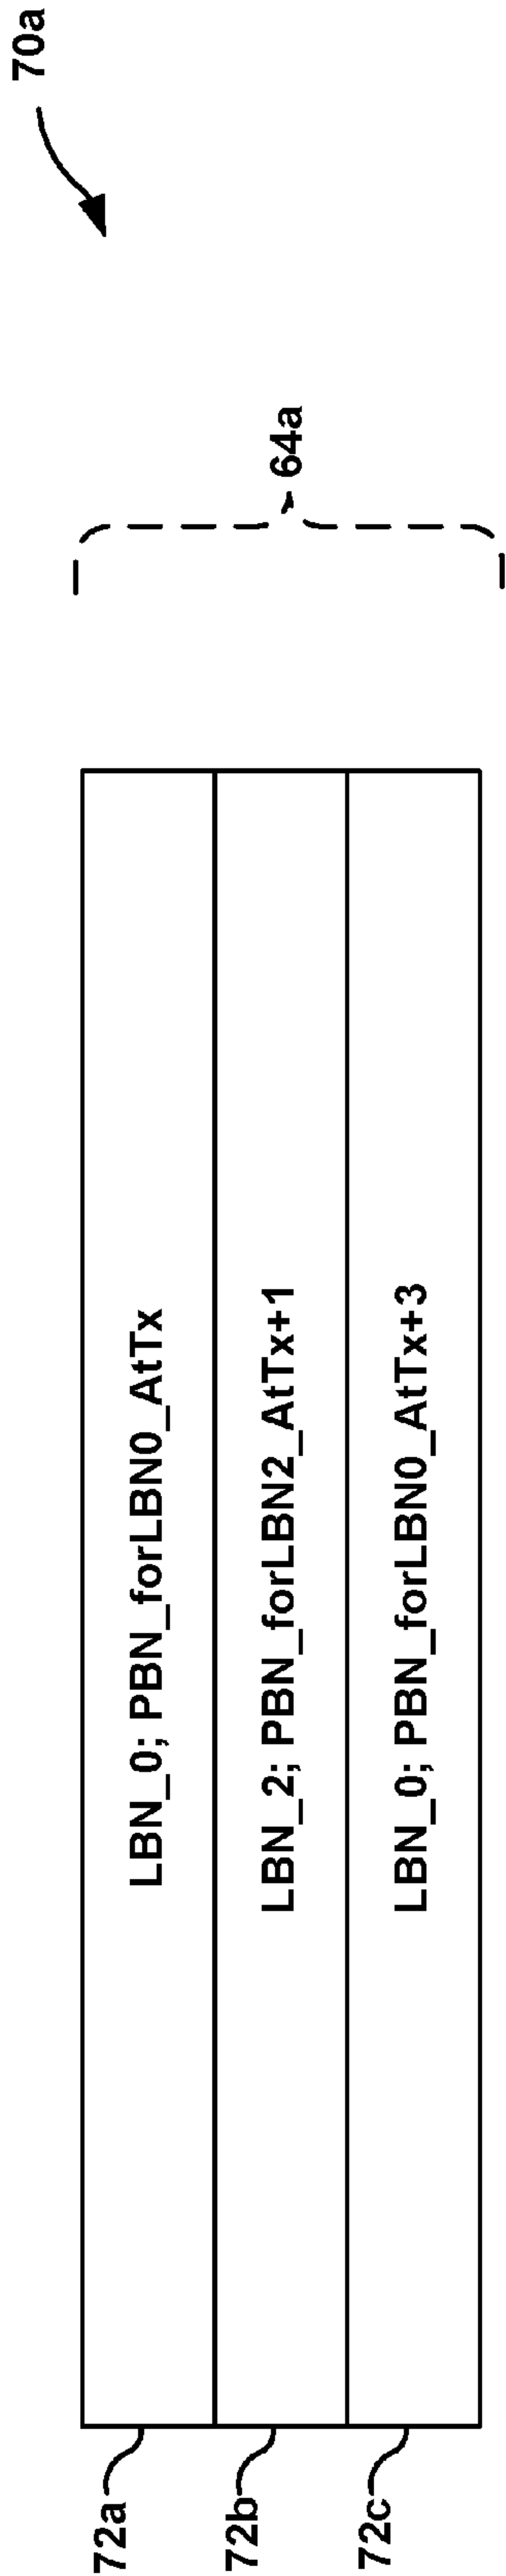 70a
64a
72a
LBN_0; PBN_forLBN0_AtTx
72b
LBN_2; PBN_forLBN2_AtTx+1
72c
LBN_0; PBN_forLBN0_AtTx+3